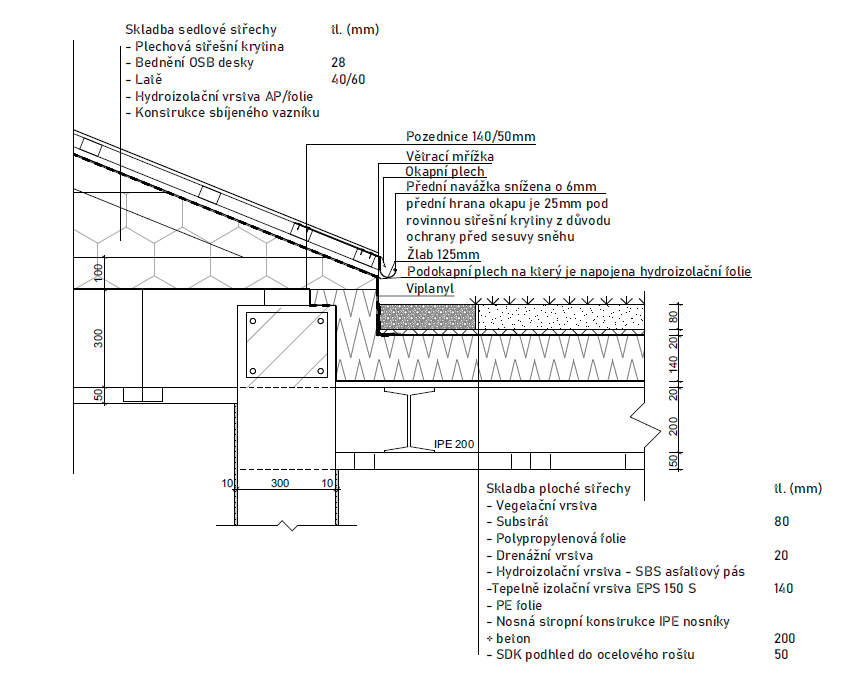 Skladba sedlové střechy tl. (mm)
- Plechová střešní krytina
- Bednění OSB desky 28
- Latě 40/60
- Hydroizolační vrstva AP/folie
- Konstrukce sbíjeného vazníku
Pozednice 140/50mm
Větrací mřížka
Okapní plech
Přední navážka snížena o 6mm
přední hrana okapu je 25mm pod
rovinnou střešní krytiny z důvodu
ochrany před sesuvy sněhu
Žlab 125mm
Podokapní plech na který je napojena hydroizolační folie
Viplanyl
100
300
50
80
20
140
20
200
50
IPE 200
10 300 10
Skladba ploché střechy tl. (mm)
- Vegetační vrstva
- Substrát 80
- Polypropylenová folie
- Drenážní vrstva 20
- Hydroizolační vrstva - SBS asfaltový pás
-Tepelně izolační vrstva EPS 150 S 140
- PE folie
- Nosná stropní konstrukce IPE nosníky
+ beton 200
- SDK podhled do ocelového roštu 50